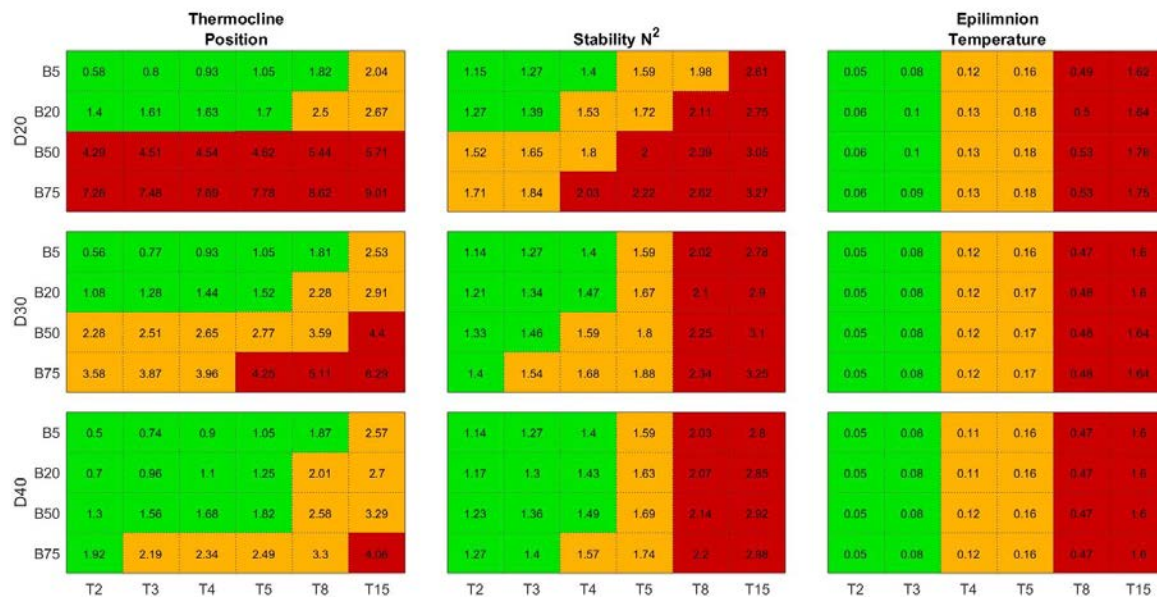 Thermocline Position
Stability N²
Epilimnion Temperature
D20
B5 0.58 0.8 0.93 1.05 1.82 2.04 1.15 1.27 1.4 1.59 1.98 2.61 0.05 0.08 0.12 0.16 0.49 1.62
B20 1.4 1.61 1.63 1.7 2.5 2.67 1.27 1.39 1.53 1.72 2.11 2.75 0.06 0.1 0.13 0.18 0.5 1.64
B50 4.29 4.51 4.54 4.62 5.44 5.71 1.52 1.65 1.8 2 2.39 3.05 0.06 0.1 0.13 0.18 0.53 1.76
B75 7.26 7.48 7.69 7.78 8.62 9.01 1.71 1.84 2.03 2.22 2.62 3.27 0.06 0.09 0.13 0.18 0.53 1.75
D30
B5 0.56 0.77 0.93 1.05 1.81 2.53 1.14 1.27 1.4 1.59 2.02 2.78 0.05 0.08 0.12 0.16 0.47 1.6
B20 1.08 1.28 1.44 1.52 2.28 2.91 1.21 1.34 1.47 1.67 2.1 2.9 0.05 0.08 0.12 0.17 0.48 1.6
B50 2.28 2.51 2.65 2.77 3.59 4.4 1.33 1.46 1.59 1.8 2.25 3.1 0.05 0.08 0.12 0.17 0.48 1.64
B75 3.58 3.87 3.96 4.25 5.11 6.29 1.4 1.54 1.68 1.88 2.34 3.25 0.05 0.08 0.12 0.17 0.48 1.64
D40
B5 0.5 0.74 0.9 1.05 1.87 2.57 1.14 1.27 1.4 1.59 2.03 2.8 0.05 0.08 0.11 0.16 0.47 1.6
B20 0.7 0.96 1.1 1.25 2.01 2.7 1.17 1.3 1.43 1.63 2.07 2.85 0.05 0.08 0.11 0.16 0.47 1.6
B50 1.3 1.56 1.68 1.82 2.58 3.29 1.23 1.36 1.49 1.69 2.14 2.92 0.05 0.08 0.12 0.16 0.47 1.6
B75 1.92 2.19 2.34 2.49 3.3 4.06 1.27 1.4 1.57 1.74 2.2 2.88 0.05 0.08 0.12 0.16 0.47 1.6
T2 T3 T4 T5 T8 T15 T2 T3 T4 T5 T8 T15 T2 T3 T4 T5 T8 T15